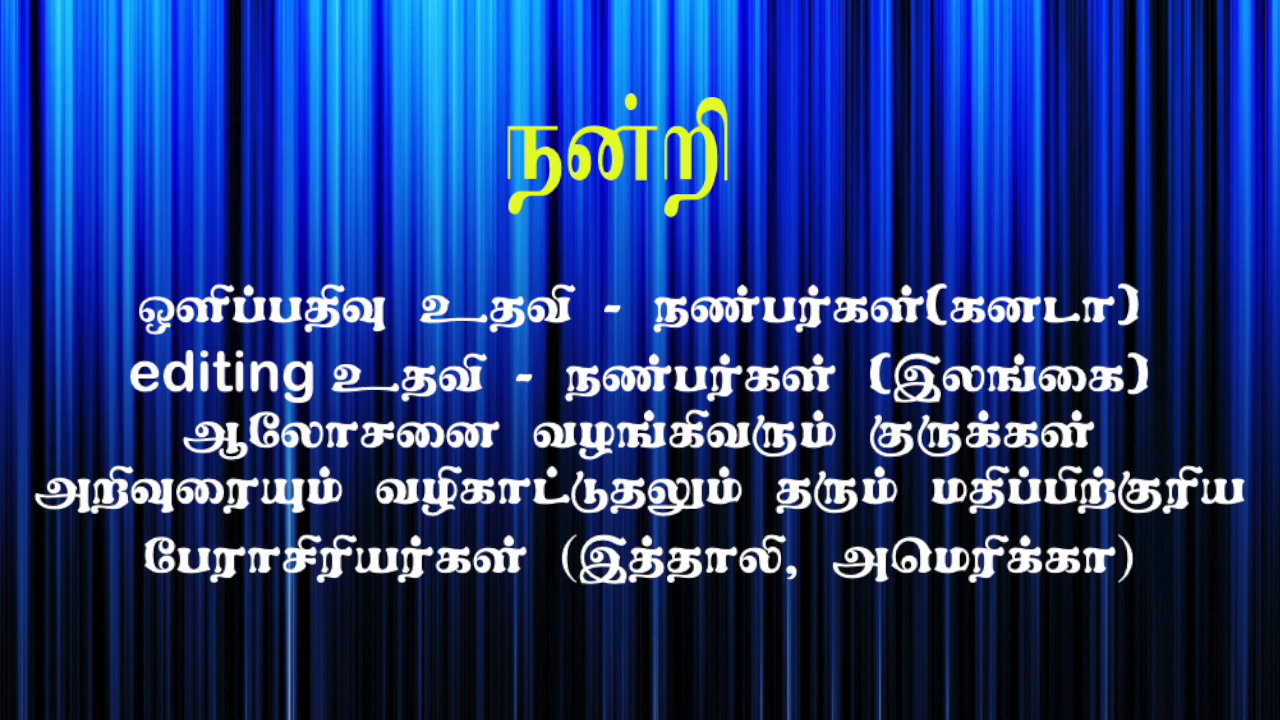 நன்றி
ஒளிப்பதிவு உதவி - நண்பர்கள்(கனடா)
editing உதவி - நண்பர்கள் (இலங்கை)
ஆலோசனை வழங்கிவரும் குருக்கள்
அறிவுரையும் வழிகாட்டுதலும் தரும் மதிப்பிற்குரிய
பேராசிரியர்கள் (இத்தாலி, அமெரிக்கா)